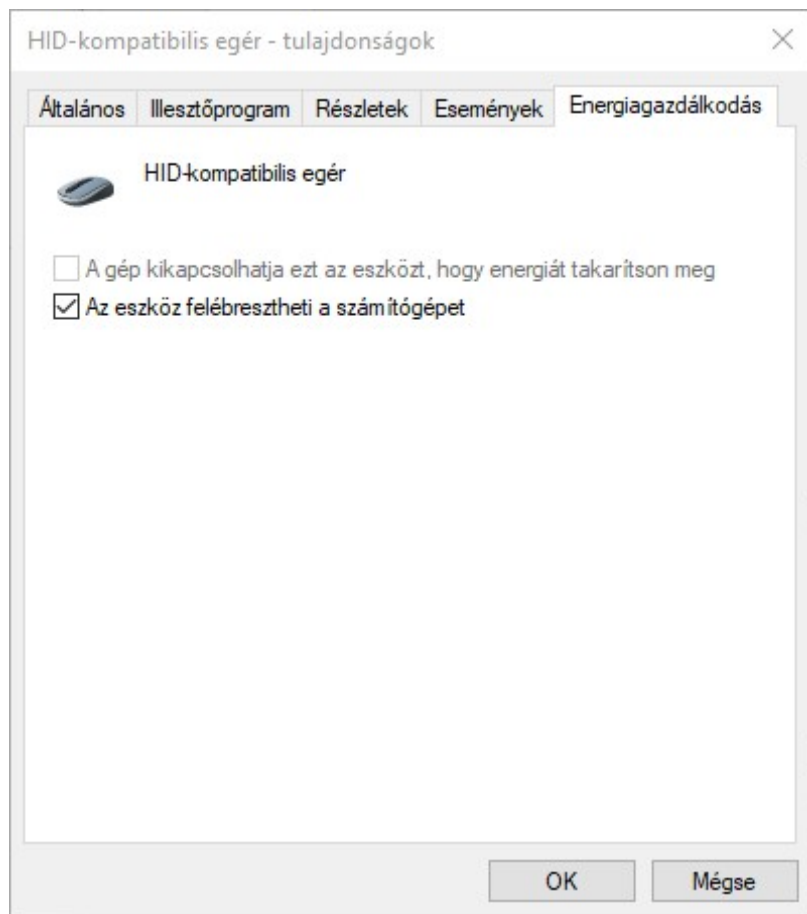 HID-kompatibilis egér - tulajdonságok
Általános Illesztőprogram Részletek Események Energiagazdálkodás
HID-kompatibilis egér
A gép kikapcsolhatja ezt az eszközt, hogy energiát takarítson meg
Az eszköz felébresztheti a számítógépet
OK Mégse